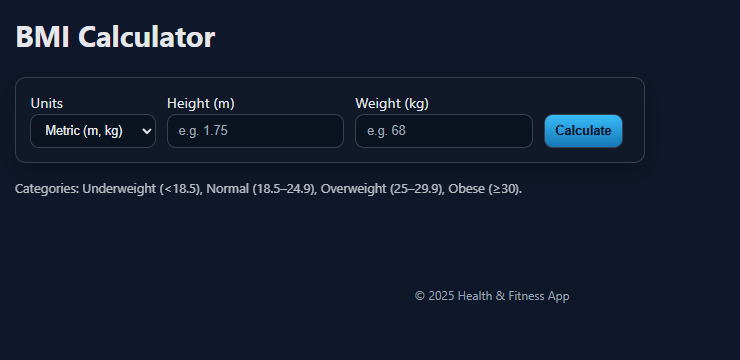 BMI Calculator
Units Height (m) Weight (kg)
Metric (m, kg) e.g. 1.75 e.g. 68 Calculate
Categories: Underweight (<18.5), Normal (18.5–24.9), Overweight (25–29.9), Obese (≥30).
© 2025 Health & Fitness App